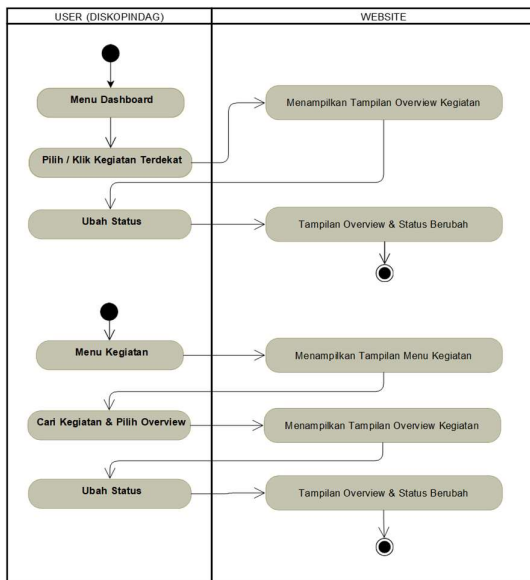 USER (DISKOPINDAG)
WEBSITE
Menu Dashboard
Menampilkan Tampilan Overview Kegiatan
Pilih / Klik Kegiatan Terdekat
Ubah Status
Tampilan Overview & Status Berubah
Menu Kegiatan
Menampilkan Tampilan Menu Kegiatan
Cari Kegiatan & Pilih Overview
Menampilkan Tampilan Overview Kegiatan
Ubah Status
Tampilan Overview & Status Berubah